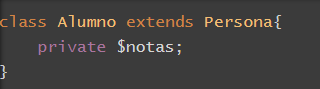 class Alumno extends Persona{
    private $notas;
}